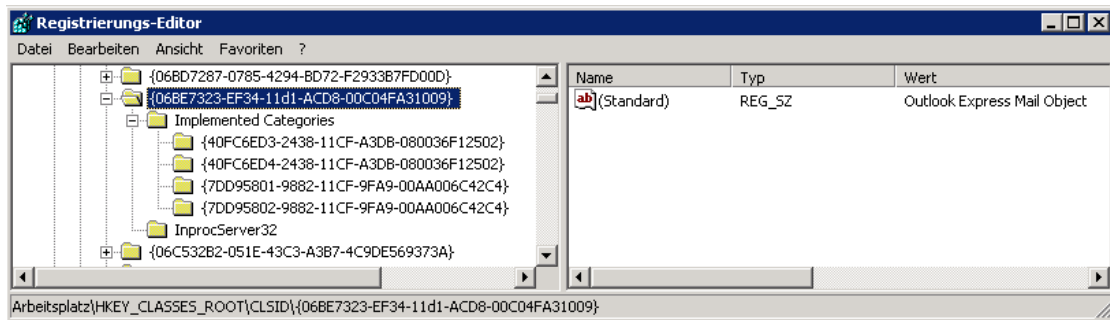 Registrierungs-Editor
Datei Bearbeiten Ansicht Favoriten ?
{06BD7287-0785-4294-BD72-F2933B7FD00D}
{06BE7323-EF34-11d1-ACD8-00C04FA31009}
Implemented Categories
{40FC6ED3-2438-11CF-A3DB-080036F12502}
{40FC6ED4-2438-11CF-A3DB-080036F12502}
{7DD95801-9882-11CF-9FA9-00AA006C42C4}
{7DD95802-9882-11CF-9FA9-00AA006C42C4}
InprocServer32
{06C532B2-051E-43C3-A3B7-4C9DE569373A}
Name Typ Wert
ab (Standard) REG_SZ Outlook Express Mail Object
Arbeitsplatz\HKEY_CLASSES_ROOT\CLSID\{06BE7323-EF34-11d1-ACD8-00C04FA31009}